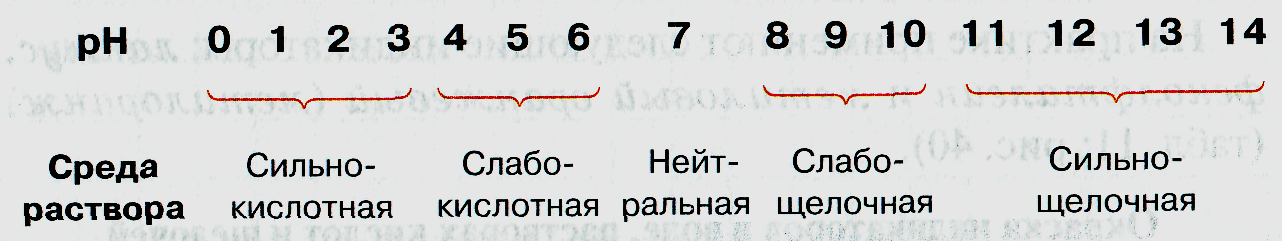 pH 0 1 2 3 4 5 6 7 8 9 10 11 12 13 14
Среда Сильно- Слабо- Нейт- Слабо- Сильно-
раствора кислотная кислотная ральная щелочная щелочная